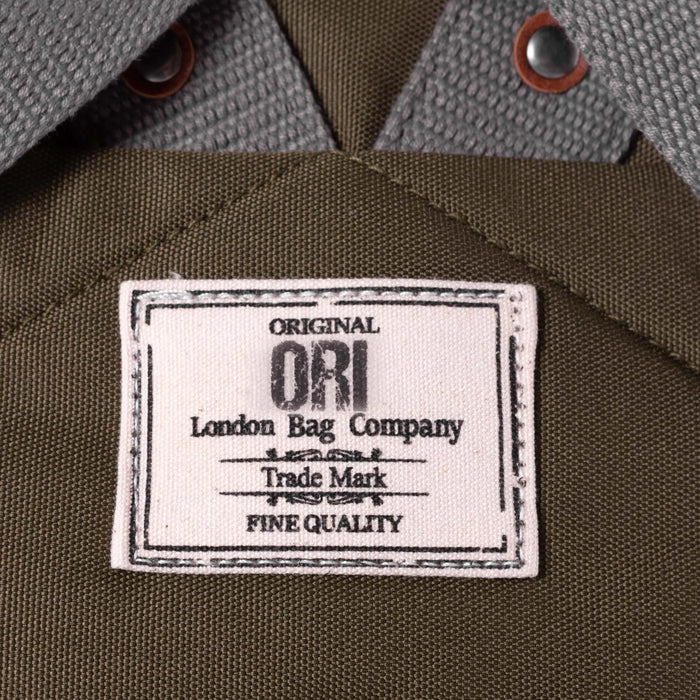 ORIGINAL
ORI
London Bag Company
Trade Mark
FINE QUALITY